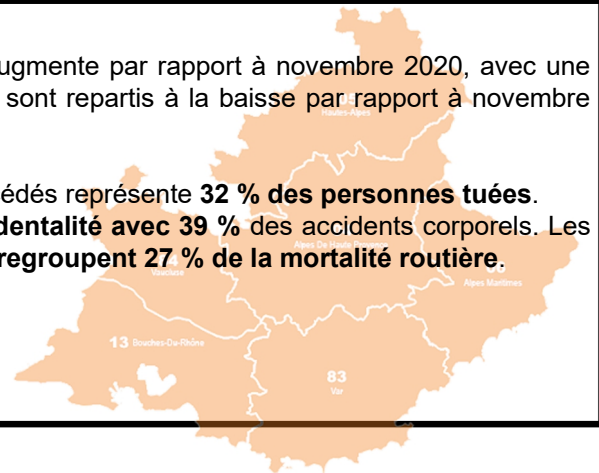 ugmente par rapport à novembre 2020, avec une
sont repartis à la baisse par rapport à novembre
Hautes-Alpes
édés représente 32 % des personnes tuées.
dentalité avec 39 % des accidents corporels. Les
Alpes De Haute Provence
regroupent 27 % de la mortalité routière.
Vaucluse
Alpes Maritimes
13 Bouches-Du-Rhône
83
Var